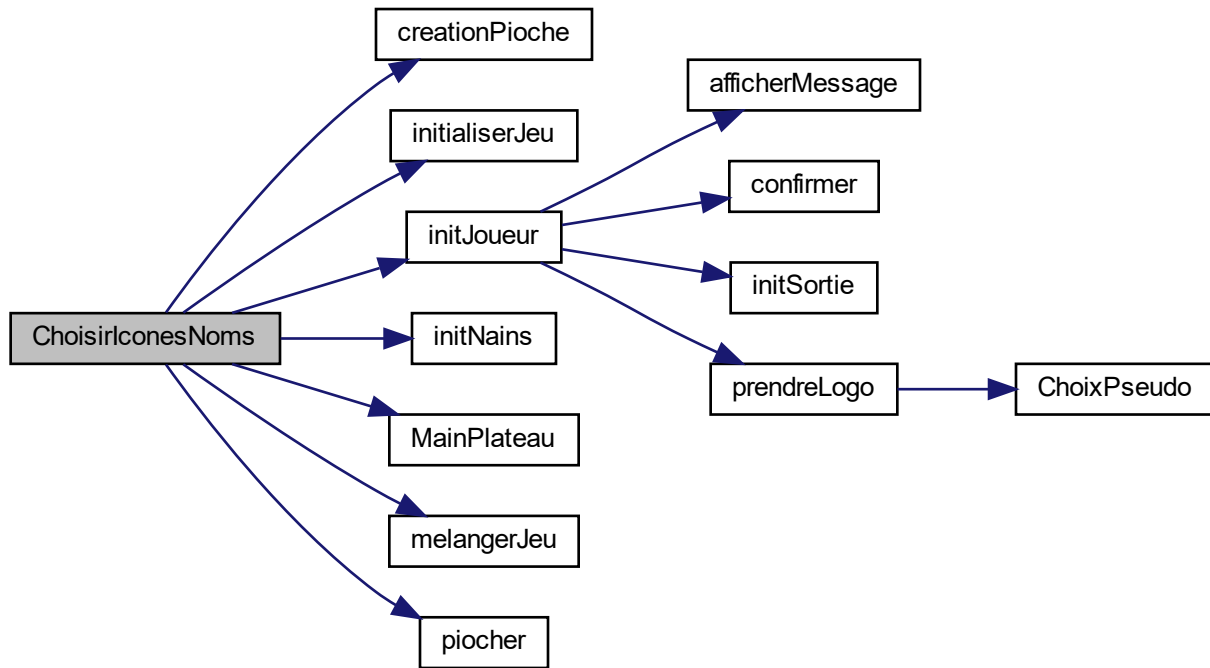 creationPioche
afficherMessage
initialiserJeu
confirmer
initJoueur
initSortie
ChoisirIconesNoms
initNains
prendreLogo
ChoixPseudo
MainPlateau
melangerJeu
piocher